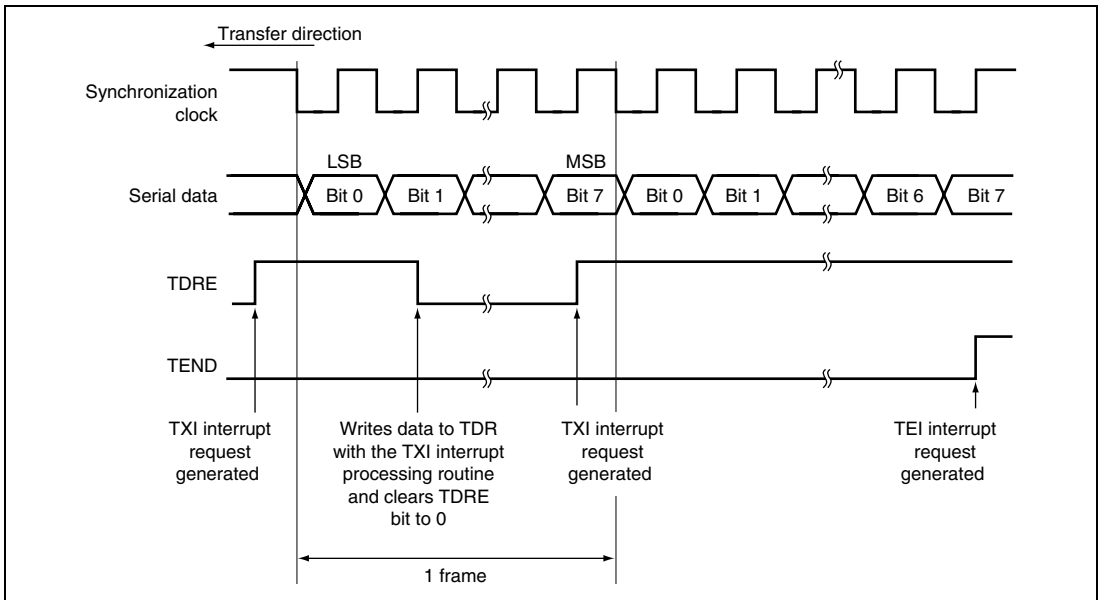 Transfer direction
Synchronization
clock
LSB
MSB
Serial data
Bit 0
Bit 1
Bit 7
Bit 0
Bit 1
Bit 6
Bit 7
TDRE
TEND
TXI interrupt
request
generated
Writes data to TDR
with the TXI interrupt
processing routine
and clears TDRE
bit to 0
TXI interrupt
request
generated
TEI interrupt
request
generated
1 frame